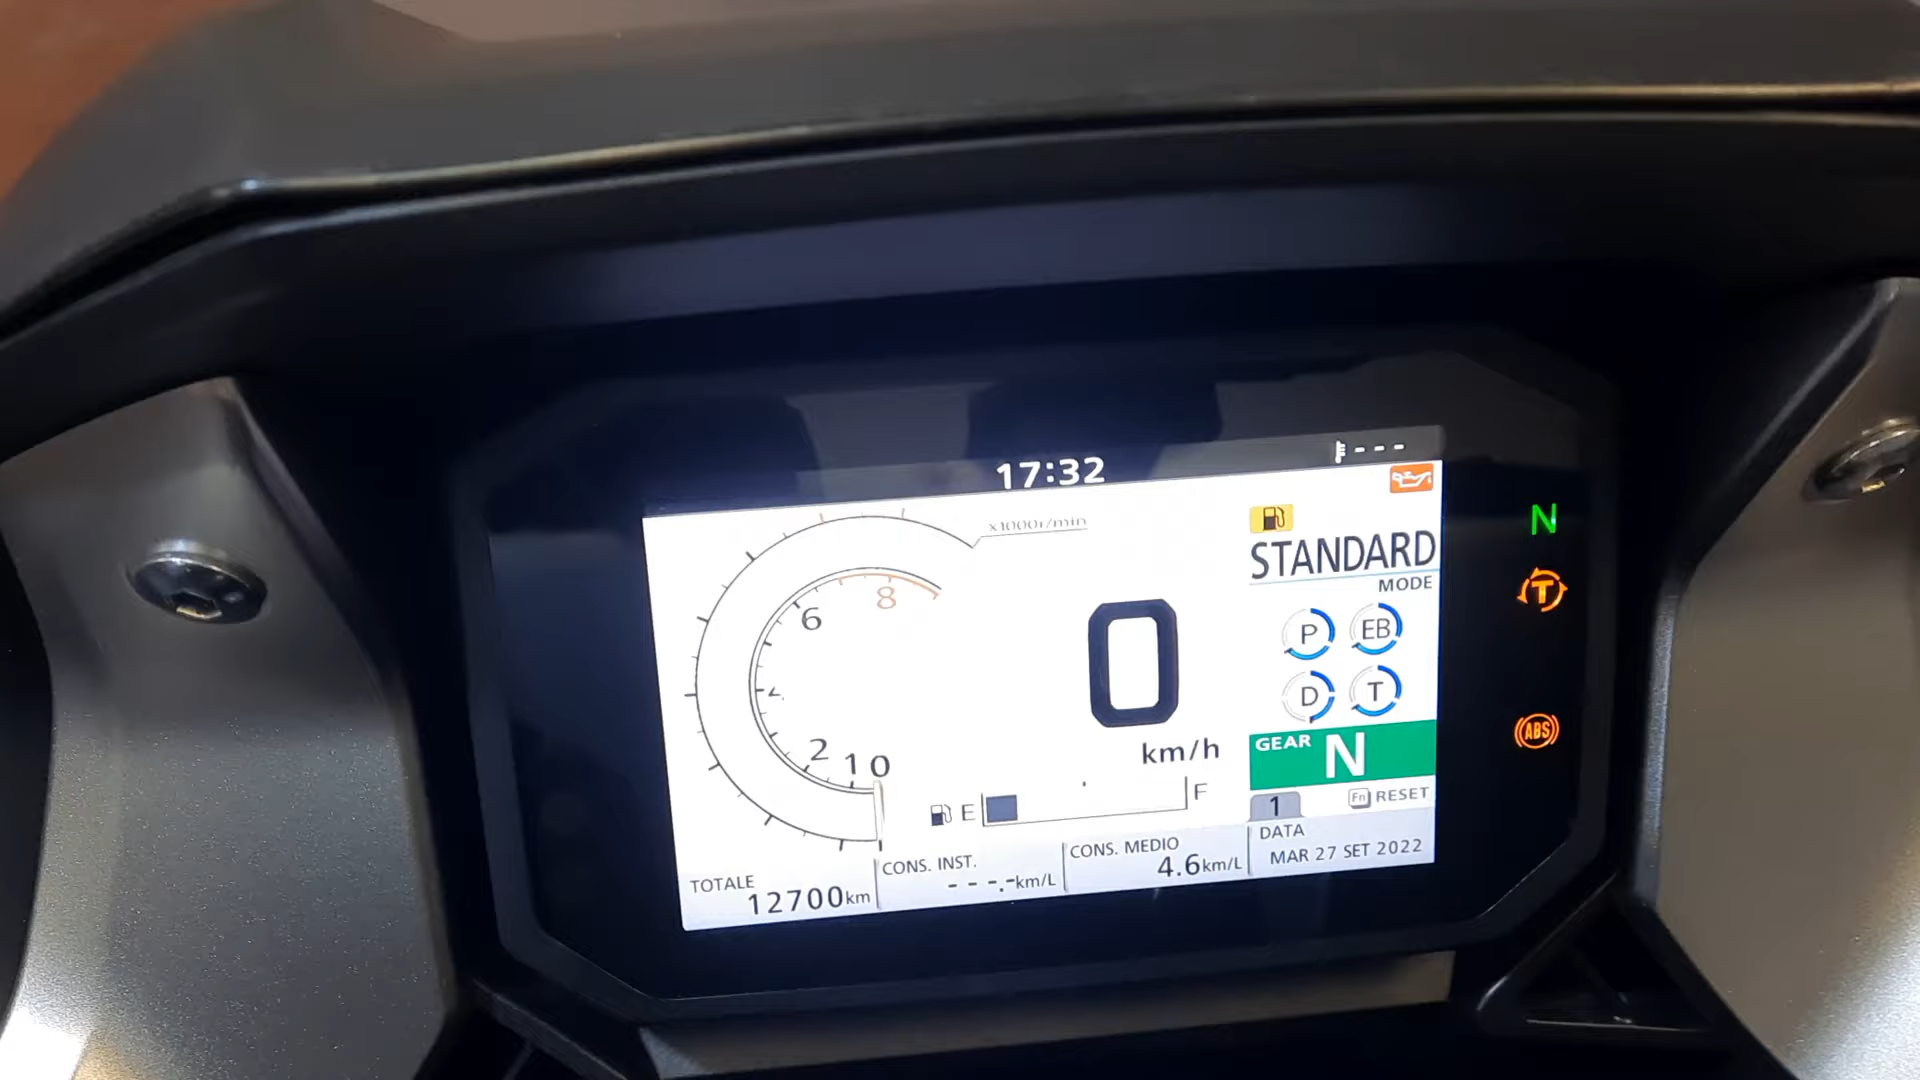 17:32
---
x1000r/min
8
6
4
2
1
0
0
km/h
STANDARD
MODE
P
EB
D
T
GEAR N
E
F
1
Fn RESET
TOTALE
12700km
CONS. INST.
---.-km/L
CONS. MEDIO
4.6km/L
DATA
MAR 27 SET 2022
N
T
ABS